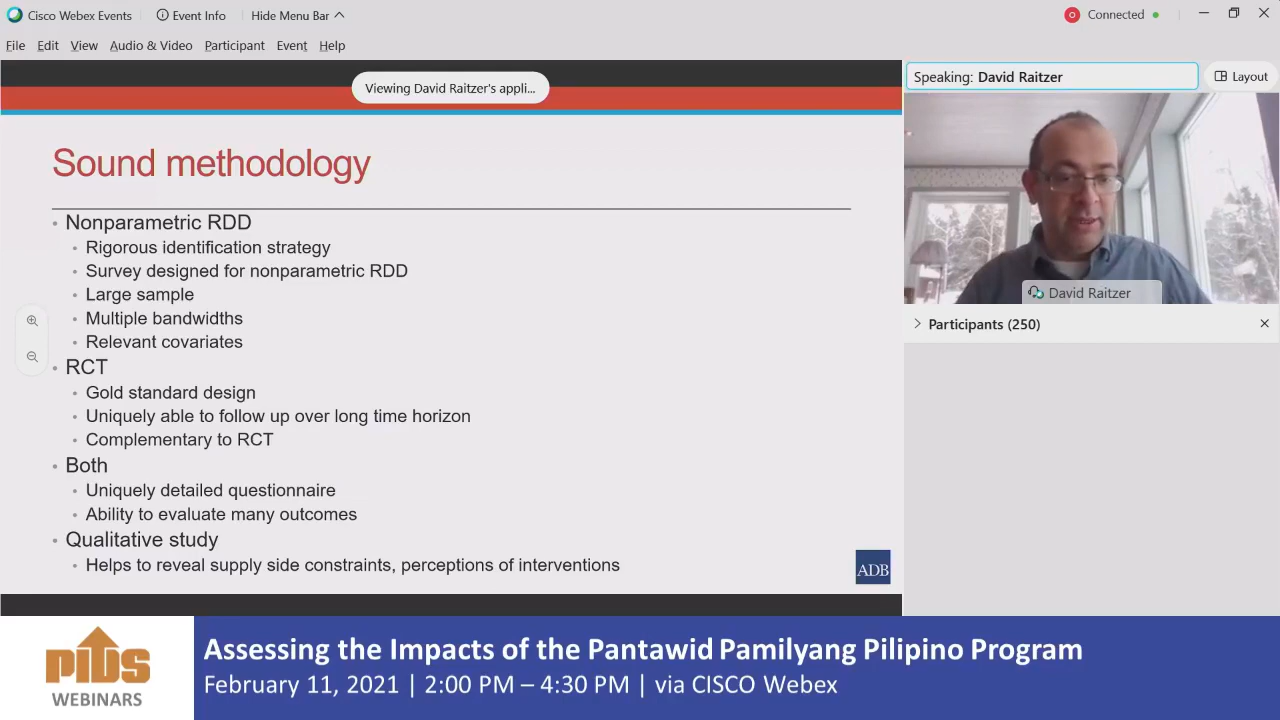 Cisco Webex Events
Event Info
Hide Menu Bar
Connected
File Edit View Audio & Video Participant Event Help
Viewing David Raitzer's appli...
Speaking: David Raitzer
Layout
Sound methodology
• Nonparametric RDD
• Rigorous identification strategy
• Survey designed for nonparametric RDD
• Large sample
• Multiple bandwidths
• Relevant covariates
• RCT
• Gold standard design
• Uniquely able to follow up over long time horizon
• Complementary to RCT
• Both
• Uniquely detailed questionnaire
• Ability to evaluate many outcomes
• Qualitative study
• Helps to reveal supply side constraints, perceptions of interventions
ADB
David Raitzer
Participants (250)
PIDS
WEBINARS
Assessing the Impacts of the Pantawid Pamilyang Pilipino Program
February 11, 2021 | 2:00 PM – 4:30 PM | via CISCO Webex